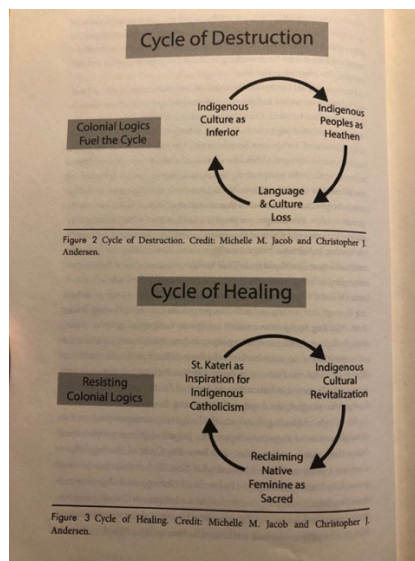 Cycle of Destruction
Colonial Logics
Fuel the Cycle
Indigenous
Culture as
Inferior
Indigenous
Peoples as
Heathen
Language
& Culture
Loss
Figure 2 Cycle of Destruction. Credit: Michelle M. Jacob and Christopher J.
Andersen.
Cycle of Healing
Resisting
Colonial Logics
St. Kateri as
Inspiration for
Indigenous
Catholicism
Indigenous
Cultural
Revitalization
Reclaiming
Native
Feminine as
Sacred
Figure 3 Cycle of Healing. Credit: Michelle M. Jacob and Christopher J.
Andersen.